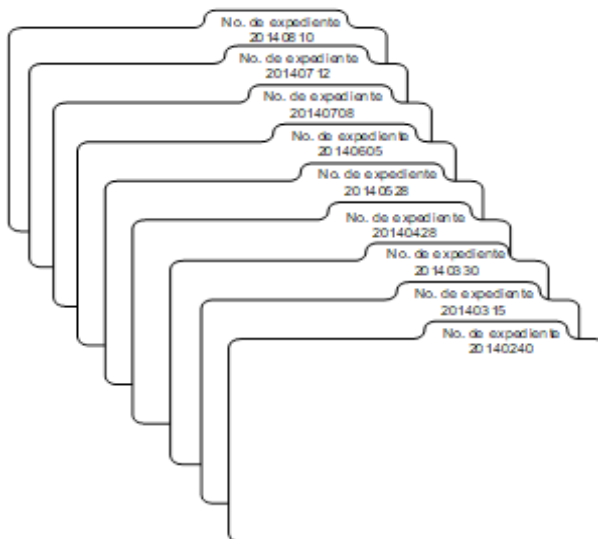 No. de expediente
20140810
No. de expediente
20140712
No. de expediente
20140708
No. de expediente
20140605
No. de expediente
20140528
No. de expediente
20140428
No. de expediente
20140330
No. de expediente
20140315
No. de expediente
20140240